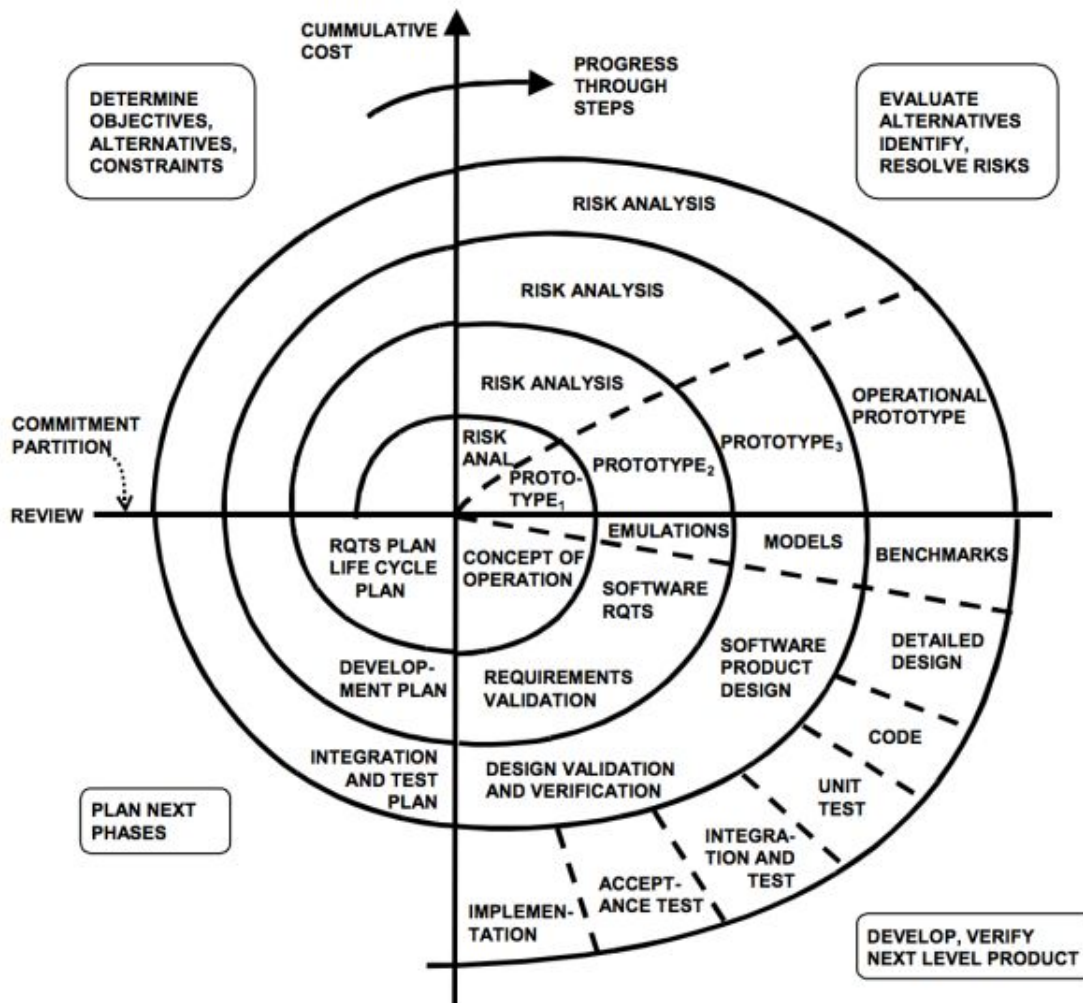 CUMMULATIVE
COST
PROGRESS
THROUGH
STEPS
DETERMINE
OBJECTIVES,
ALTERNATIVES,
CONSTRAINTS
EVALUATE
ALTERNATIVES
IDENTIFY,
RESOLVE RISKS
RISK ANALYSIS
RISK ANALYSIS
RISK ANALYSIS
RISK
ANAL.
OPERATIONAL
PROTOTYPE
PROTOTYPE3
PROTOTYPE2
PROTO-
TYPE1
COMMITMENT
PARTITION
REVIEW
EMULATIONS
MODELS
BENCHMARKS
RQTS PLAN
LIFE CYCLE
PLAN
CONCEPT OF
OPERATION
SOFTWARE
RQTS
SOFTWARE
PRODUCT
DESIGN
DETAILED
DESIGN
DEVELOP-
MENT PLAN
REQUIREMENTS
VALIDATION
CODE
INTEGRATION
AND TEST
PLAN
DESIGN VALIDATION
AND VERIFICATION
UNIT
TEST
PLAN NEXT
PHASES
INTEGRA-
TION AND
TEST
ACCEPT-
ANCE TEST
IMPLEMEN-
TATION
DEVELOP, VERIFY
NEXT LEVEL PRODUCT